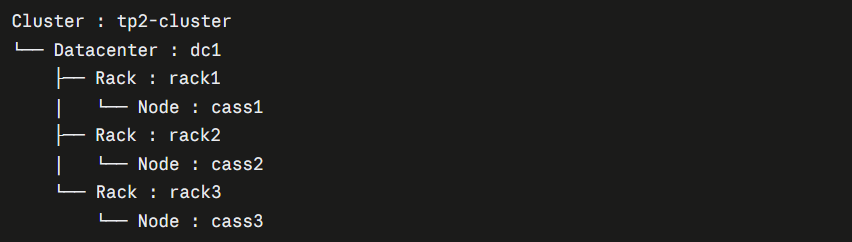 Cluster : tp2-cluster
└── Datacenter : dc1
    ├── Rack : rack1
    |   └── Node : cass1
    ├── Rack : rack2
    |   └── Node : cass2
    └── Rack : rack3
        └── Node : cass3